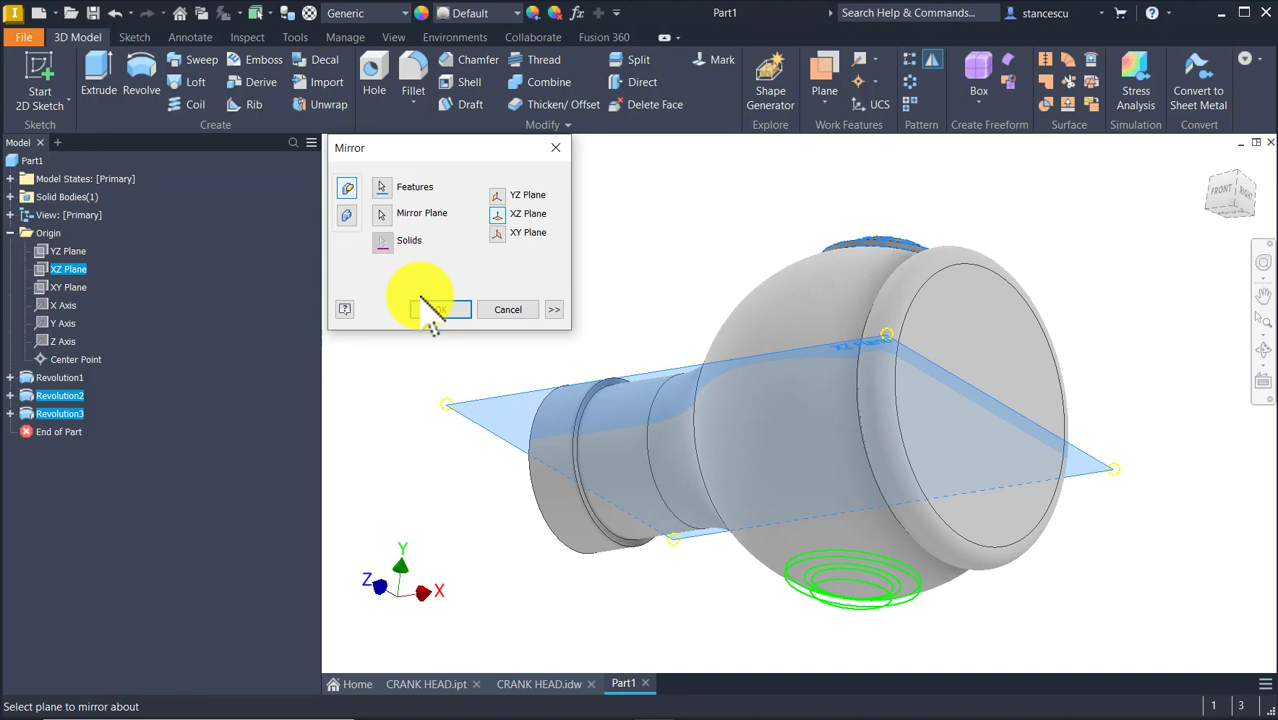 Generic
Default
Part1
Search Help & Commands...
stancescu
File
3D Model
Sketch
Annotate
Inspect
Tools
Manage
View
Environments
Collaborate
Fusion 360
Start
2D Sketch
Extrude
Revolve
Sweep
Loft
Coil
Emboss
Derive
Rib
Decal
Import
Unwrap
Hole
Fillet
Chamfer
Shell
Draft
Thread
Combine
Thicken/ Offset
Split
Direct
Delete Face
Mark
Shape
Generator
Plane
UCS
Box
Stress
Analysis
Convert to
Sheet Metal
Sketch
Create
Modify
Explore
Work Features
Pattern
Create Freeform
Surface
Simulation
Convert
Model
Part1
Model States: [Primary]
Solid Bodies(1)
View: [Primary]
Origin
YZ Plane
XZ Plane
XY Plane
X Axis
Y Axis
Z Axis
Center Point
Revolution1
Revolution2
Revolution3
End of Part
Mirror
Features
Mirror Plane
Solids
YZ Plane
XZ Plane
XY Plane
Cancel
>>
FRONT
RIGHT
XZ Plane
Y
Z
X
Home
CRANK HEAD.ipt
CRANK HEAD.idw
Part1
Select plane to mirror about
1
3